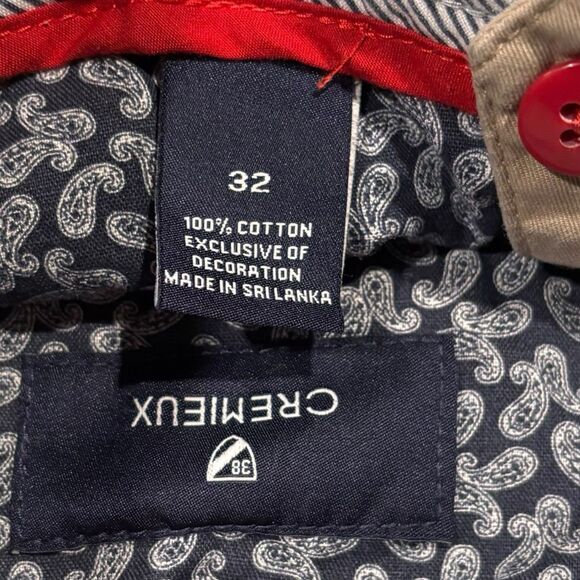 32
100% COTTON
EXCLUSIVE OF
DECORATION
MADE IN SRI LANKA
CREMIEUX
38